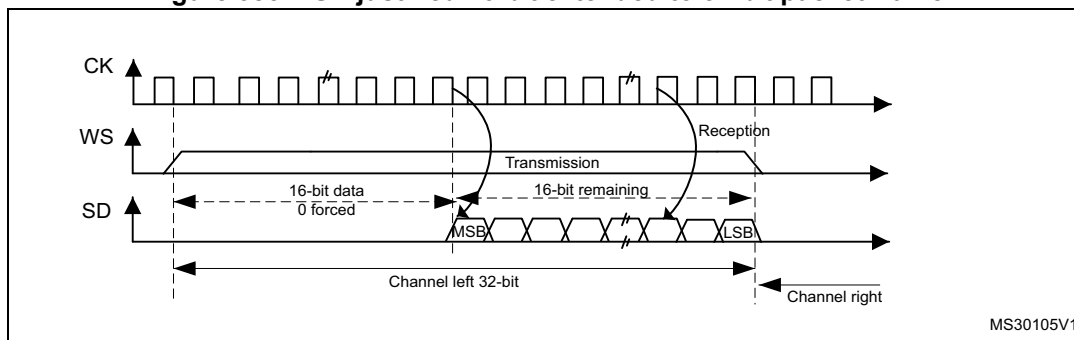 CK
WS
Reception
Transmission
16-bit data
0 forced
16-bit remaining
SD
MSB
LSB
Channel left 32-bit
Channel right
MS30105V1